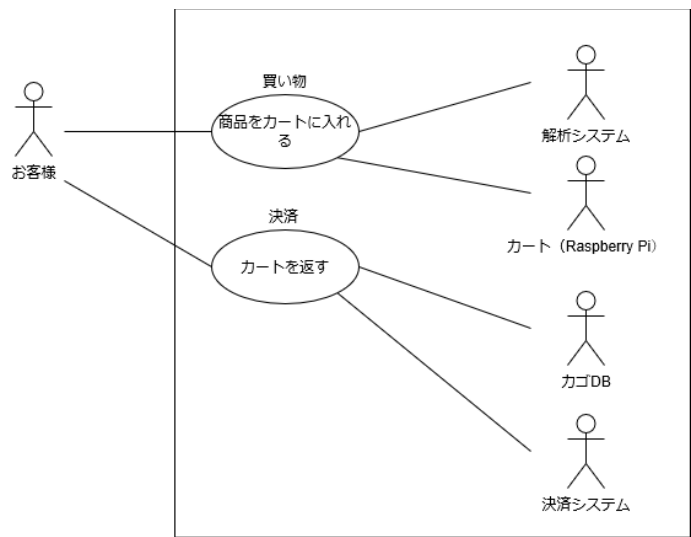 買い物
商品をカートに入れ
る
お客様
解析システム
カート（Raspberry Pi）
決済
カートを返す
カゴDB
決済システム